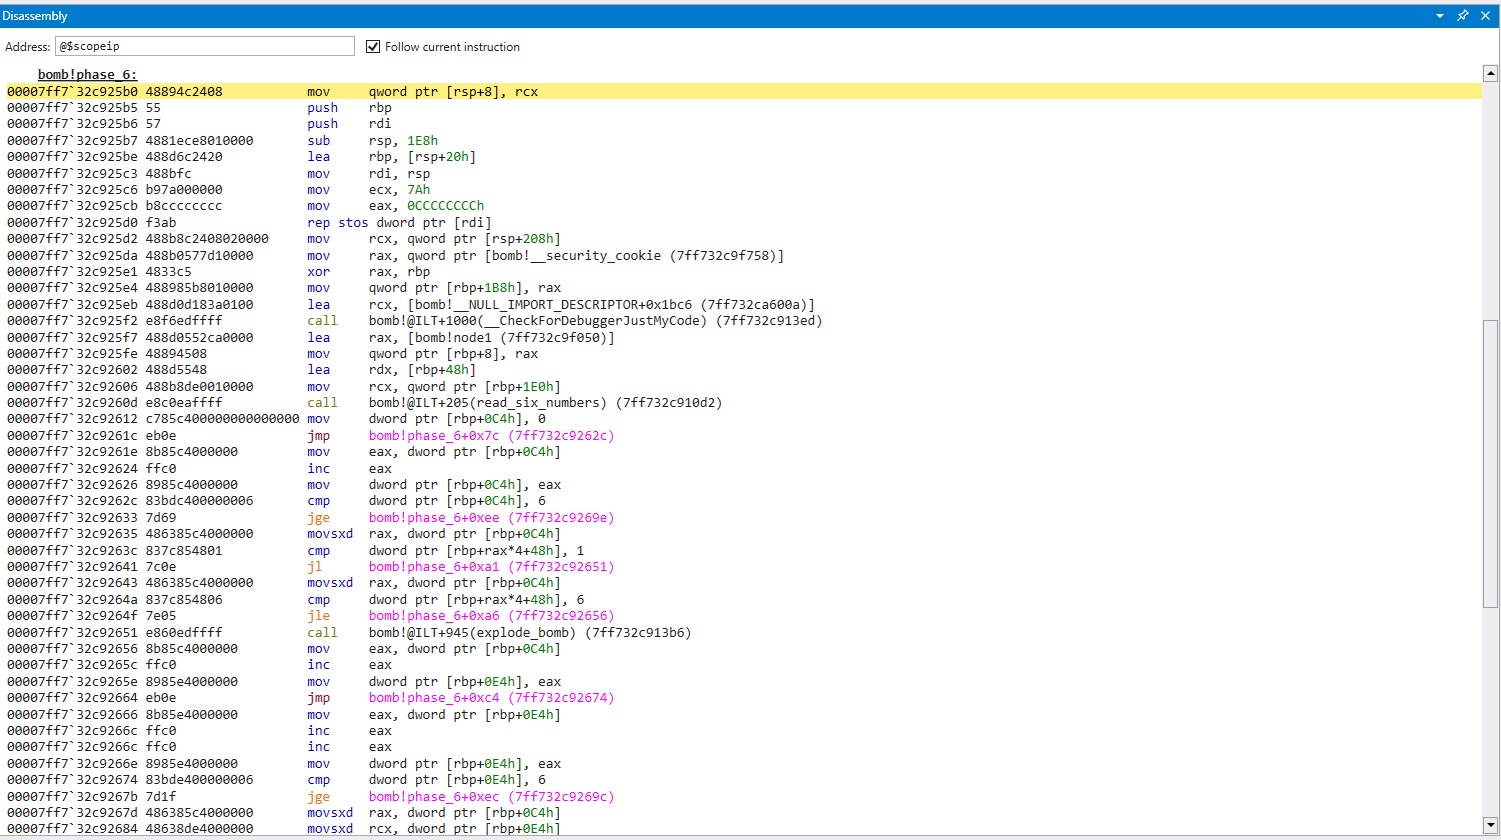 Disassembly
Address: @$scopeip Follow current instruction
bomb!phase_6:
00007ff7`32c925b0 48894c2408 mov qword ptr [rsp+8], rcx
00007ff7`32c925b5 55 push rbp
00007ff7`32c925b6 57 push rdi
00007ff7`32c925b7 4881ece8010000 sub rsp, 1E8h
00007ff7`32c925be 488d6c2420 lea rbp, [rsp+20h]
00007ff7`32c925c3 488bfc mov rdi, rsp
00007ff7`32c925c6 b97a000000 mov ecx, 7Ah
00007ff7`32c925cb b8cccccccc mov eax, 0CCCCCCCCh
00007ff7`32c925d0 f3ab rep stos dword ptr [rdi]
00007ff7`32c925d2 488b8c2408020000 mov rcx, qword ptr [rsp+208h]
00007ff7`32c925da 488b0577d10000 mov rax, qword ptr [bomb!__security_cookie (7ff732c9f758)]
00007ff7`32c925e1 4833c5 xor rax, rbp
00007ff7`32c925e4 488985b8010000 mov qword ptr [rbp+1B8h], rax
00007ff7`32c925eb 488d0d183a0100 lea rcx, [bomb!__NULL_IMPORT_DESCRIPTOR+0x1bc6 (7ff732ca600a)]
00007ff7`32c925f2 e8f6edffff call bomb!@ILT+1000(__CheckForDebuggerJustMyCode) (7ff732c913ed)
00007ff7`32c925f7 488d0552ca0000 lea rax, [bomb!node1 (7ff732c9f050)]
00007ff7`32c925fe 48894508 mov qword ptr [rbp+8], rax
00007ff7`32c92602 488d5548 lea rdx, [rbp+48h]
00007ff7`32c92606 488b8de0010000 mov rcx, qword ptr [rbp+1E0h]
00007ff7`32c9260d e8c0eaffff call bomb!@ILT+205(read_six_numbers) (7ff732c910d2)
00007ff7`32c92612 c785c400000000000000 mov dword ptr [rbp+0C4h], 0
00007ff7`32c9261c eb0e jmp bomb!phase_6+0x7c (7ff732c9262c)
00007ff7`32c9261e 8b85c4000000 mov eax, dword ptr [rbp+0C4h]
00007ff7`32c92624 ffc0 inc eax
00007ff7`32c92626 8985c4000000 mov dword ptr [rbp+0C4h], eax
00007ff7`32c9262c 83bdc400000006 cmp dword ptr [rbp+0C4h], 6
00007ff7`32c92633 7d69 jge bomb!phase_6+0xee (7ff732c9269e)
00007ff7`32c92635 486385c4000000 movsxd rax, dword ptr [rbp+0C4h]
00007ff7`32c9263c 837c854801 cmp dword ptr [rbp+rax*4+48h], 1
00007ff7`32c92641 7c0e jl bomb!phase_6+0xa1 (7ff732c92651)
00007ff7`32c92643 486385c4000000 movsxd rax, dword ptr [rbp+0C4h]
00007ff7`32c9264a 837c854806 cmp dword ptr [rbp+rax*4+48h], 6
00007ff7`32c9264f 7e05 jle bomb!phase_6+0xa6 (7ff732c92656)
00007ff7`32c92651 e860edffff call bomb!@ILT+945(explode_bomb) (7ff732c913b6)
00007ff7`32c92656 8b85c4000000 mov eax, dword ptr [rbp+0C4h]
00007ff7`32c9265c ffc0 inc eax
00007ff7`32c9265e 8985e4000000 mov dword ptr [rbp+0E4h], eax
00007ff7`32c92664 eb0e jmp bomb!phase_6+0xc4 (7ff732c92674)
00007ff7`32c92666 8b85e4000000 mov eax, dword ptr [rbp+0E4h]
00007ff7`32c9266c ffc0 inc eax
00007ff7`32c9266c ffc0 inc eax
00007ff7`32c9266e 8985e4000000 mov dword ptr [rbp+0E4h], eax
00007ff7`32c92674 83bde400000006 cmp dword ptr [rbp+0E4h], 6
00007ff7`32c9267b 7d1f jge bomb!phase_6+0xec (7ff732c9269c)
00007ff7`32c9267d 486385c4000000 movsxd rax, dword ptr [rbp+0C4h]
00007ff7`32c92684 48638de4000000 movsxd rcx, dword ptr [rbp+0E4h]